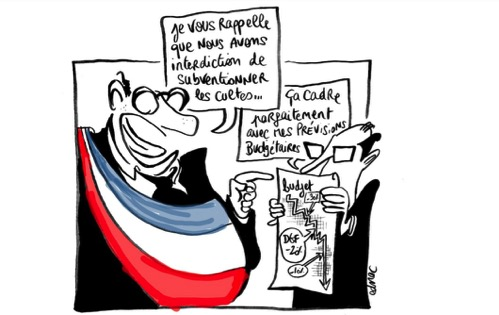 Je vous rappelle
que nous avons
interdiction de
subventionner
les cultes...
Ça cadre
parfaitement
avec mes prévisions
budgétaires
Budget
DGF
-2%